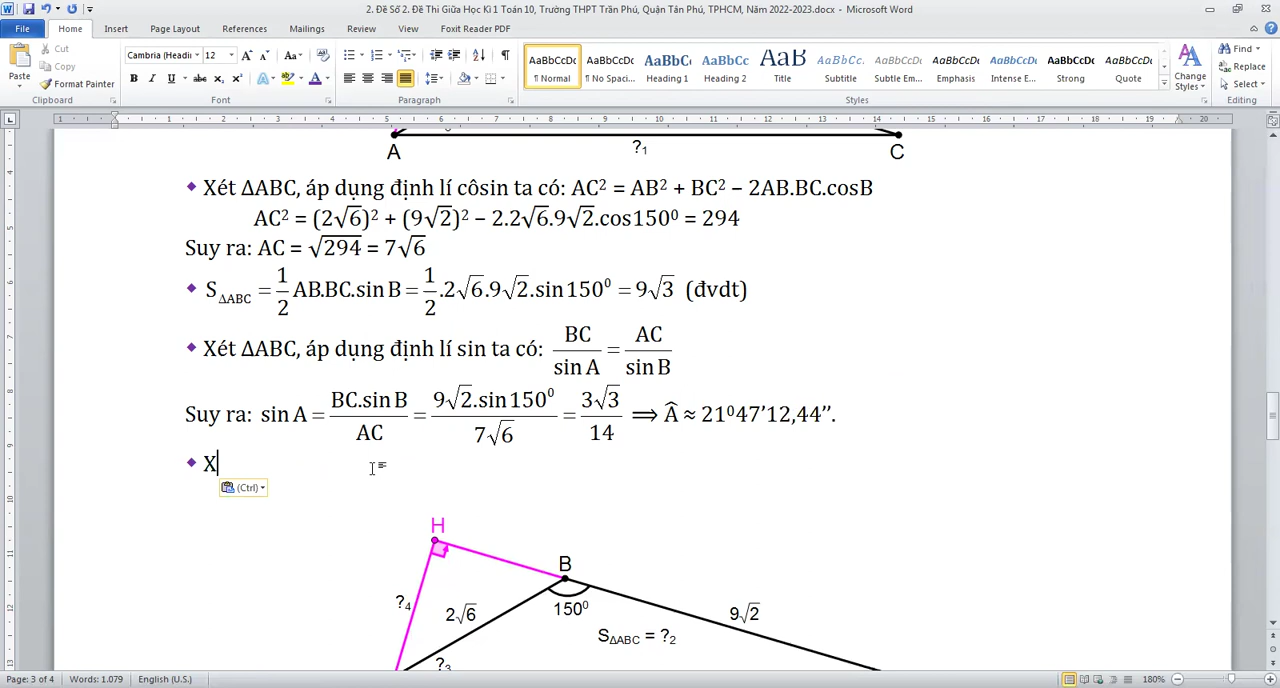 2. Đề Số 2. Đề Thi Giữa Học Kì 1 Toán 10, Trường THPT Trần Phú, Quận Tân Phú, TPHCM, Năm 2022-2023.docx - Microsoft Word
File Home Insert Page Layout References Mailings Review View Foxit Reader PDF
Paste
Cut
Copy
Format Painter
Clipboard
Cambria (Headi 12
Font
Paragraph
AaBbCcDc AaBbCcDc AaBbCc AaBbCc AaB AaBbCc. AaBbCcDc AaBbCcDc AaBbCcDc AaBbCcDc AaBbCcDc
¶ Normal ¶ No Spaci... Heading 1 Heading 2 Title Subtitle Subtle Em... Emphasis Intense E... Strong Quote
Change Styles
Styles
Find
Replace
Select
Editing
A ?₁ C
Xét ΔABC, áp dụng định lí côsin ta có: AC² = AB² + BC² − 2AB.BC.cosB
AC² = (2√6)² + (9√2)² − 2.2√6.9√2.cos150⁰ = 294
Suy ra: AC = √294 = 7√6
S_ΔABC = 1/2 AB.BC.sin B = 1/2 .2√6.9√2.sin150⁰ = 9√3 (đvdt)
Xét ΔABC, áp dụng định lí sin ta có: BC/sin A = AC/sin B
Suy ra: sin A = BC.sin B/AC = 9√2.sin150⁰/7√6 = 3√3/14 ⟹ Â ≈ 21⁰47’12,44’’.
X
(Ctrl)
H
B
150⁰
?₄
2√6
9√2
S_ΔABC = ?₂
?₃
Page: 3 of 4 Words: 1.079 English (U.S.) 180%